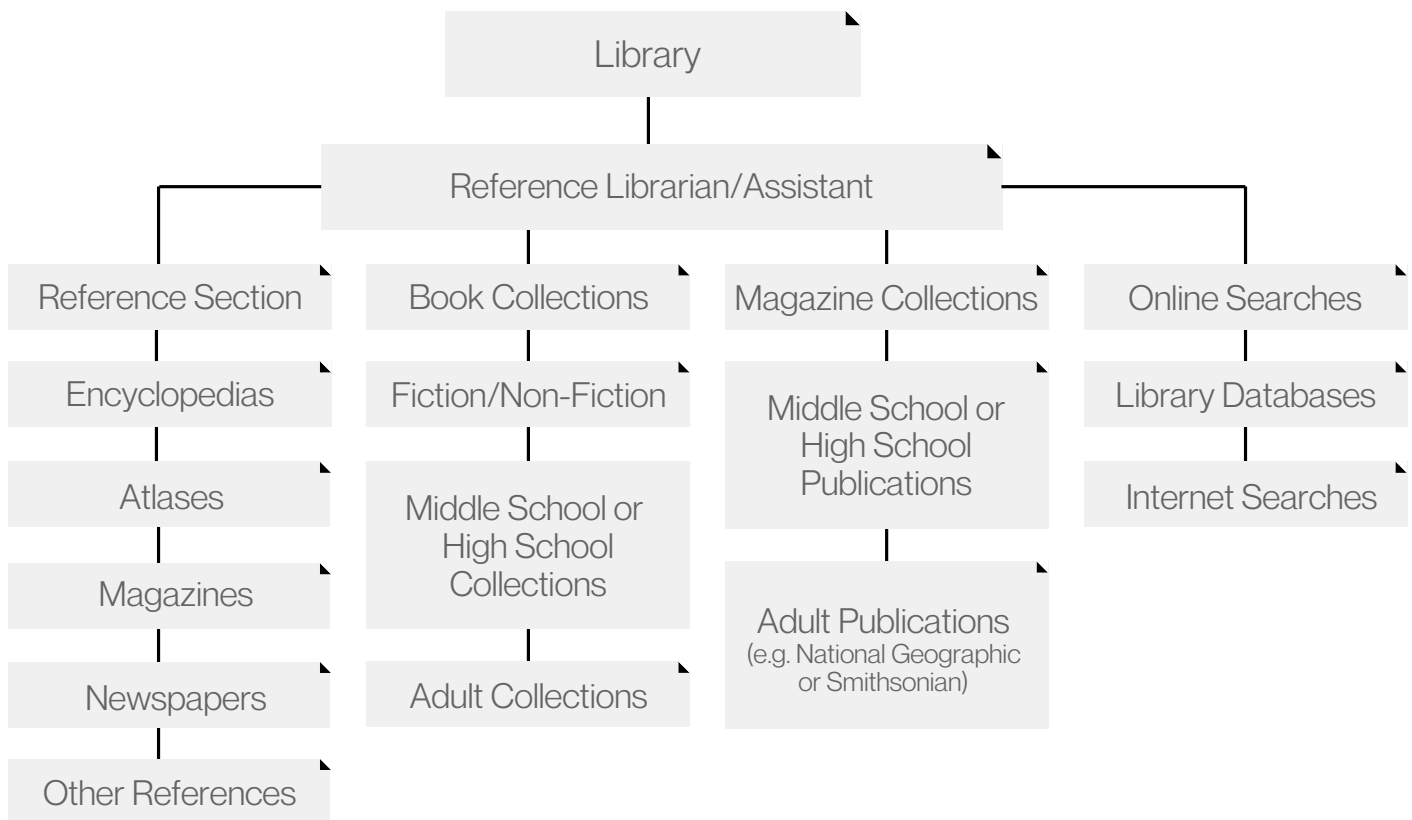 Library
Reference Librarian/Assistant
Reference Section
Encyclopedias
Atlases
Magazines
Newspapers
Other References
Book Collections
Fiction/Non-Fiction
Middle School or
High School
Collections
Adult Collections
Magazine Collections
Middle School or
High School
Publications
Adult Publications
(e.g. National Geographic
or Smithsonian)
Online Searches
Library Databases
Internet Searches